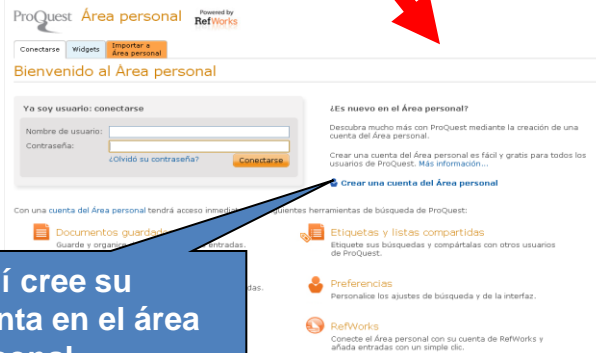 ProQuest Área personal Powered by RefWorks
Conectarse Widgets Importar a Área personal
Bienvenido al Área personal
Ya soy usuario: conectarse
Nombre de usuario:
Contraseña:
¿Olvidó su contraseña? Conectarse
¿Es nuevo en el Área personal?
Descubra mucho más con ProQuest mediante la creación de una
cuenta del Área personal.
Crear una cuenta del Área personal es fácil y gratis para todos los
usuarios de ProQuest. Más información...
Crear una cuenta del Área personal
Con una cuenta del Área personal tendrá acceso herramientas de búsqueda de ProQuest:
Documentos
Guarde y entradas.
Etiquetas y listas compartidas
Etiquete sus búsquedas y compártalas con otros usuarios
de ProQuest.
Preferencias
Personalice los ajustes de búsqueda y de la interfaz.
RefWorks
Conecte el Área personal con su cuenta de RefWorks y
añada entradas con un simple clic.
cree su
en el área